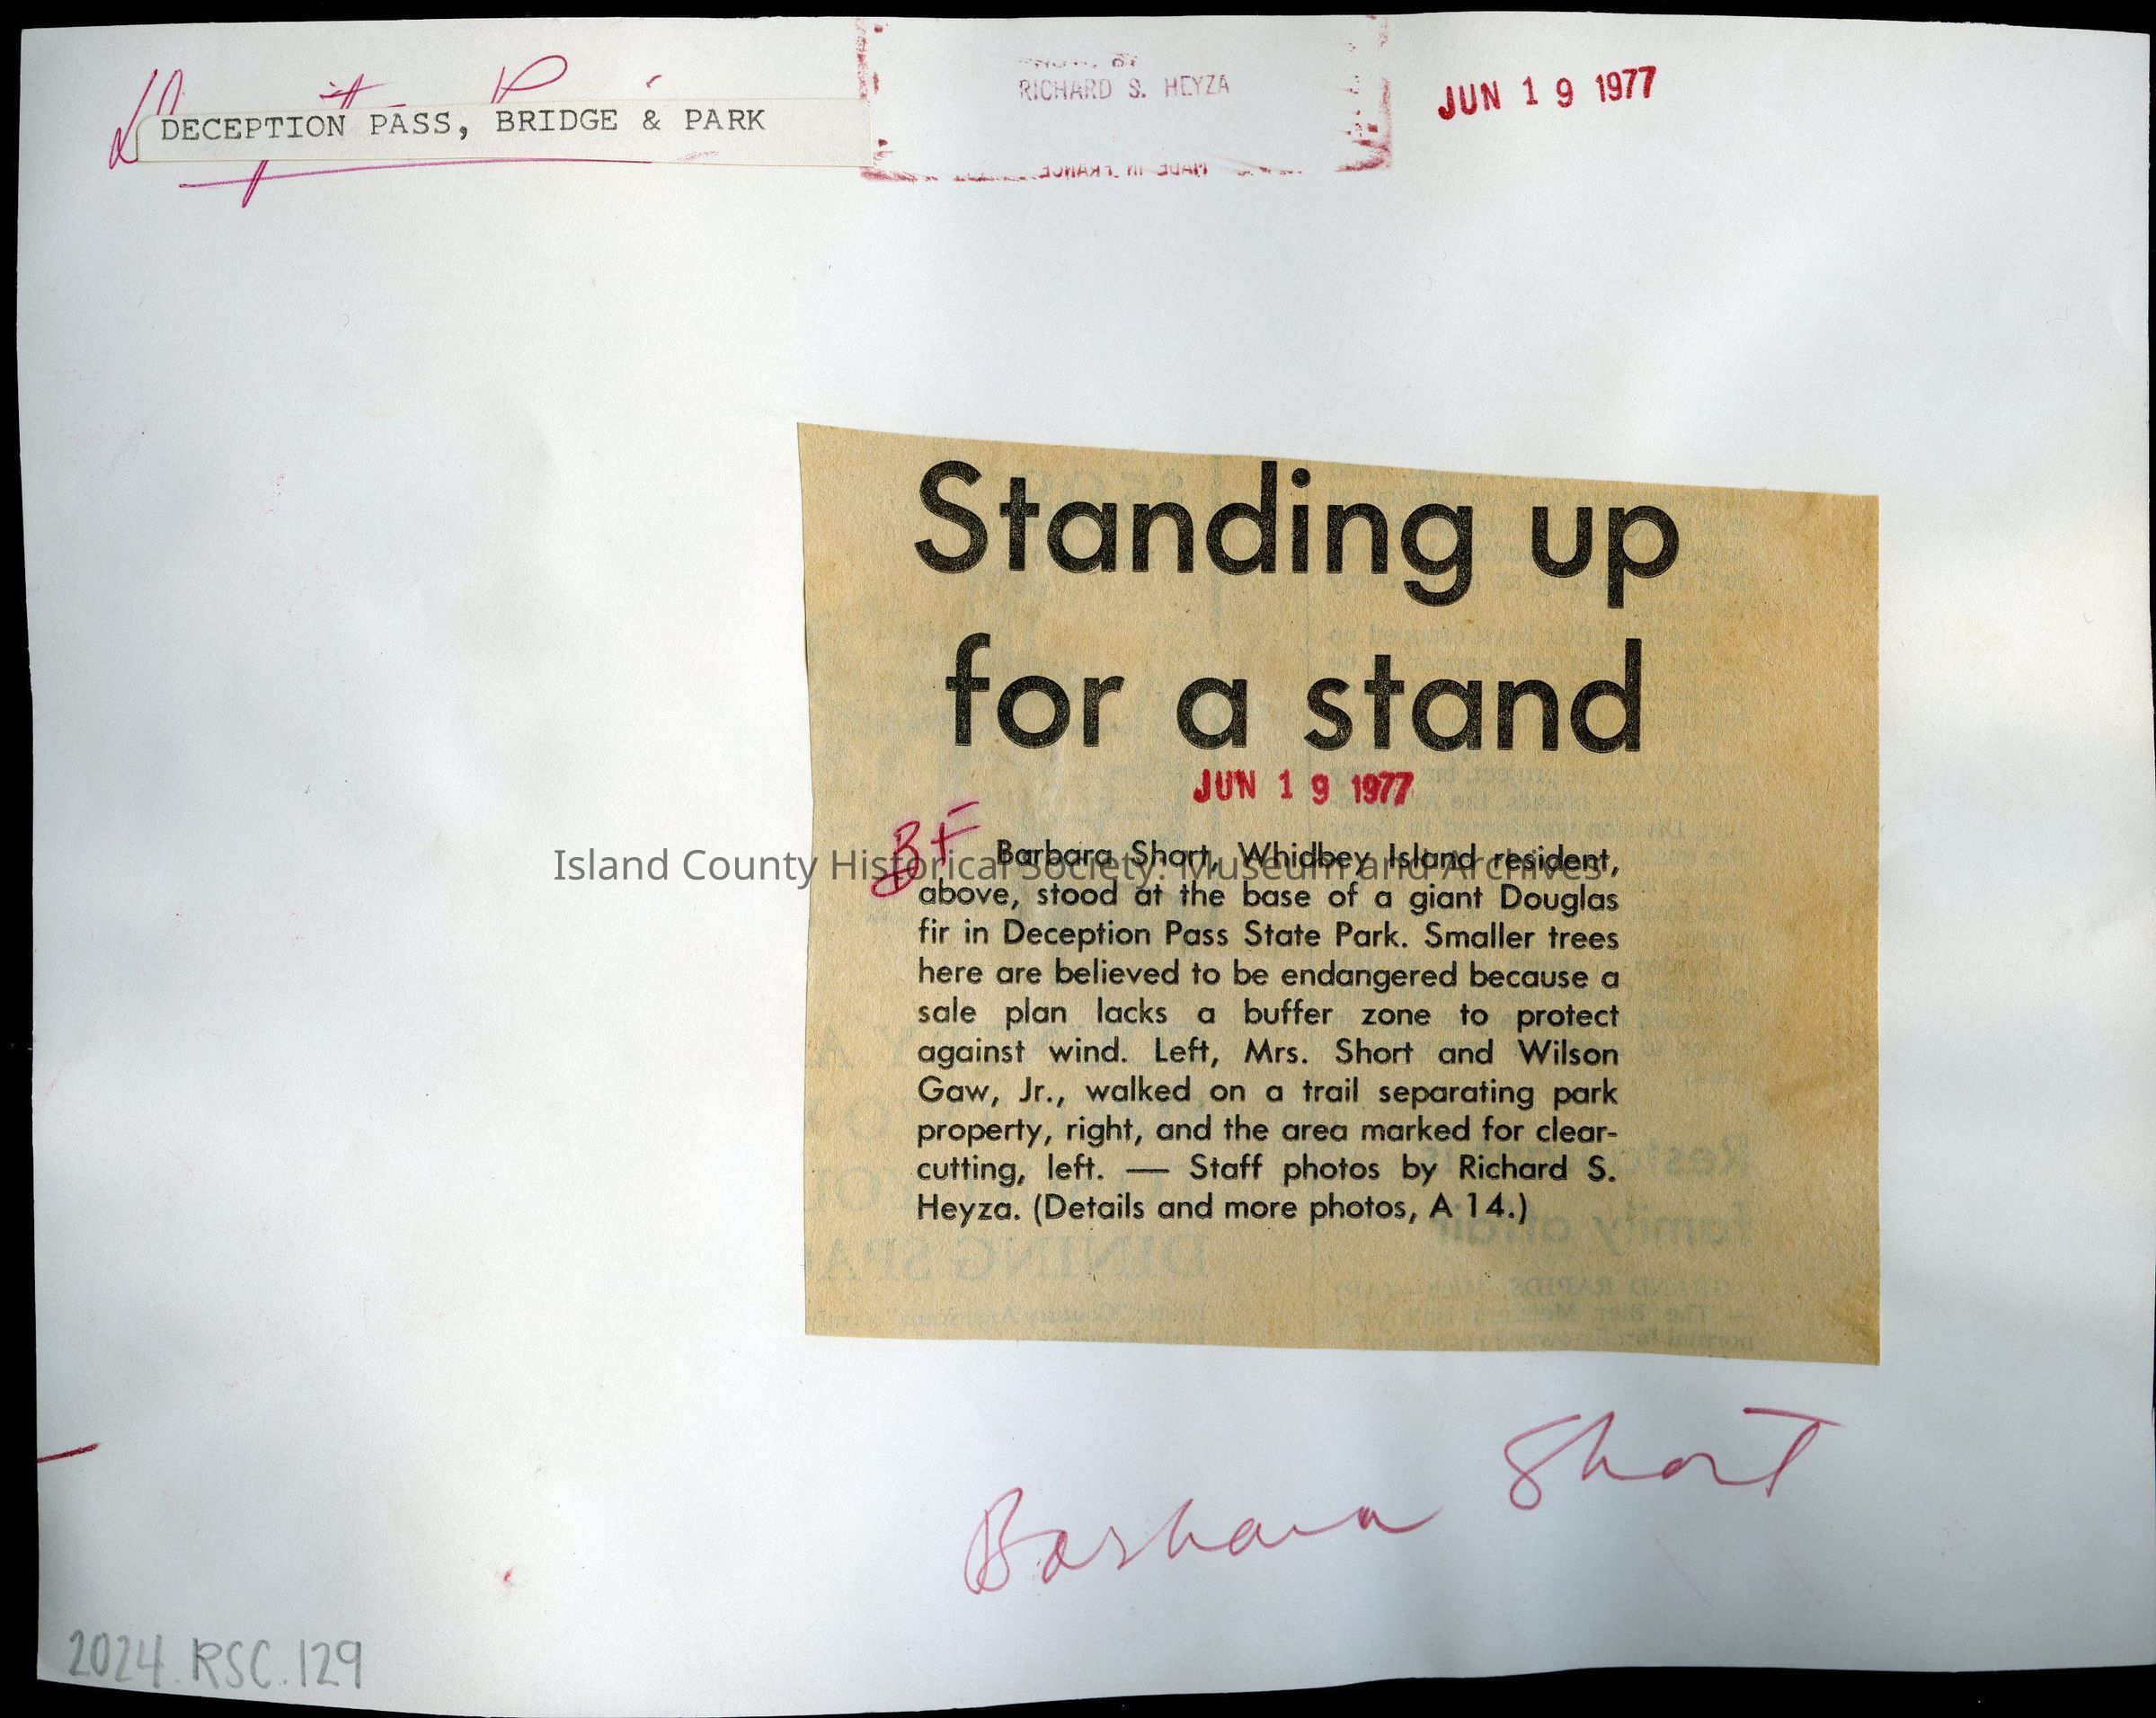 DECEPTION PASS, BRIDGE & PARK
RICHARD S. HEYZA
MADE IN FRANCE
JUN 19 1977
Standing up
for a stand
JUN 19 1977
BF
Barbara Short, Whidbey Island resident,
above, stood at the base of a giant Douglas
fir in Deception Pass State Park. Smaller trees
here are believed to be endangered because a
sale plan lacks a buffer zone to protect
against wind. Left, Mrs. Short and Wilson
Gaw, Jr., walked on a trail separating park
property, right, and the area marked for clear-
cutting, left. — Staff photos by Richard S.
Heyza. (Details and more photos, A 14.)
Island County Historical Society: Museum and Archives
Barbara Short
2024.RSC.129